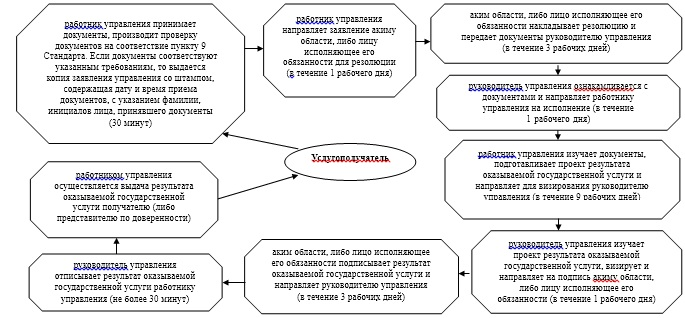 работник управления принимает
документы, производит проверку
документов на соответствие пункту 9
Стандарта. Если документы соответствуют
указанным требованиям, то выдается
копия заявления управления со штампом,
содержащая дату и время приема
документов, с указанием фамилии,
инициалов лица, принявшего документы
(30 минут)
работник управления
направляет заявление акиму
области, либо лицу
исполняющее его
обязанности для резолюции
(в течение 1 рабочего дня)
аким области, либо лицо исполняющее его
обязанности накладывает резолюцию и
передает документы руководителю управления
(в течение 3 рабочих дней)
руководитель управления ознакамливается с
документами и направляет работнику
управления на исполнение (в течение
1 рабочего дня)
работник управления изучает документы,
подготавливает проект результата
оказываемой государственной услуги и
направляет для визирования руководителю
управления (в течение 9 рабочих дней)
руководитель управления изучает
проект результата оказываемой
государственной услуги, визирует и
направляет на подпись акиму области,
либо лицу исполняющее его
обязанности (в течение 1 рабочего дня)
аким области, либо лицо исполняющее
его обязанности подписывает результат
оказываемой государственной услуги и
направляет руководителю управления
(в течение 3 рабочих дней)
руководитель управления
отписывает результат оказываемой
государственной услуги работнику
управления (не более 30 минут)
работником управления
осуществляется выдача результата
оказываемой государственной
услуги получателю (либо
представителю по доверенности)
Услугополучатель